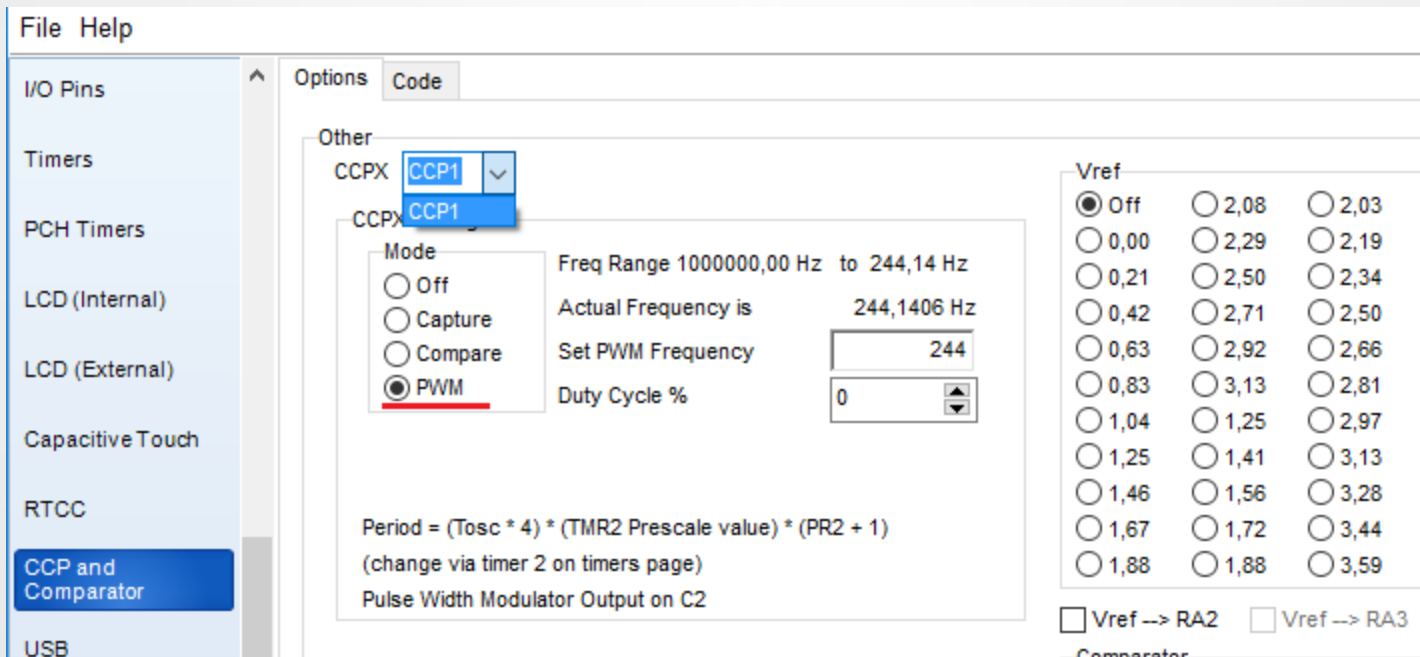 File Help
I/O Pins
Timers
PCH Timers
LCD (Internal)
LCD (External)
Capacitive Touch
RTCC
CCP and
Comparator
USB
Options Code
Other
CCPX CCP1
CCP1
CCPX
Mode
Off
Capture
Compare
PWM
Freq Range 1000000,00 Hz to 244,14 Hz
Actual Frequency is 244,1406 Hz
Set PWM Frequency 244
Duty Cycle % 0
Period = (Tosc * 4) * (TMR2 Prescale value) * (PR2 + 1)
(change via timer 2 on timers page)
Pulse Width Modulator Output on C2
Vref
Off 2,08 2,03
0,00 2,29 2,19
0,21 2,50 2,34
0,42 2,71 2,50
0,63 2,92 2,66
0,83 3,13 2,81
1,04 1,25 2,97
1,25 1,41 3,13
1,46 1,56 3,28
1,67 1,72 3,44
1,88 1,88 3,59
Vref --> RA2 Vref --> RA3
Comparator